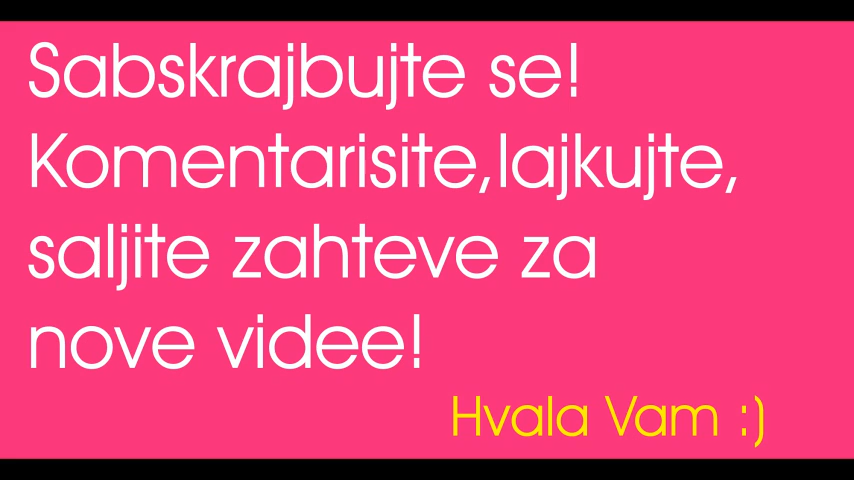 Sabskrajbujte se!
Komentarisite,lajkujte,
saljite zahteve za
nove videe!
Hvala Vam :)